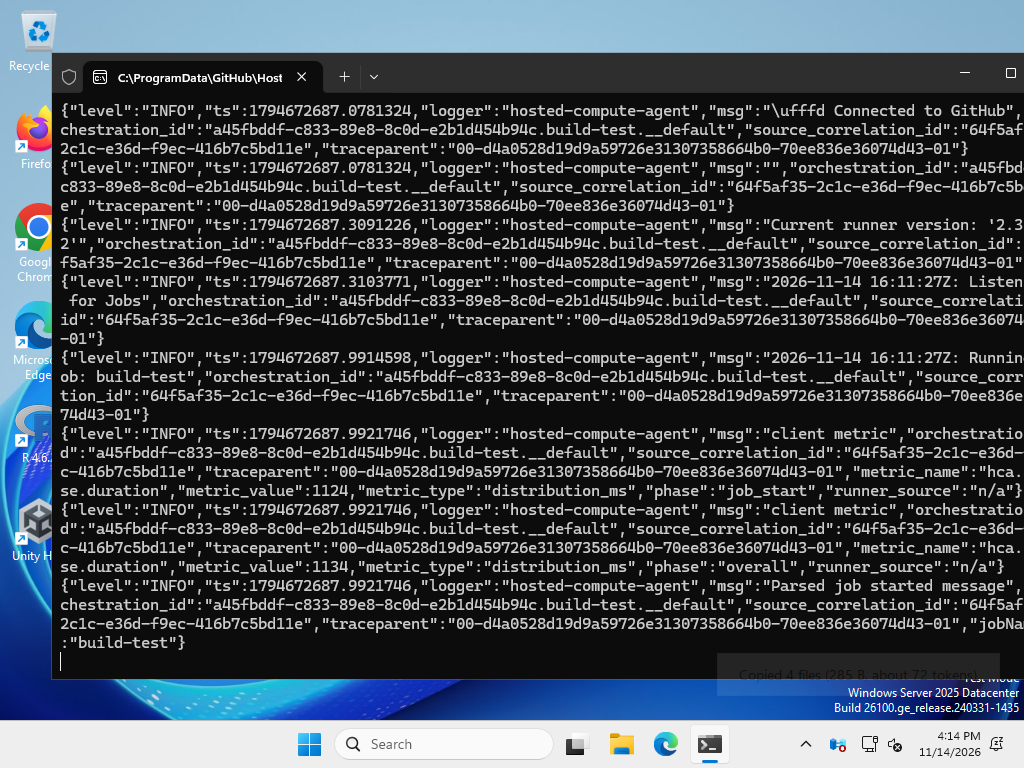 Recycle
Firefo
Googl
Chrom
Micros
Edge
R 4.6.
Unity H
C:\ProgramData\GitHub\Host
{"level":"INFO","ts":1794672687.0781324,"logger":"hosted-compute-agent","msg":"\ufffd Connected to GitHub",
chestration_id":"a45fbddf-c833-89e8-8c0d-e2b1d454b94c.build-test.__default","source_correlation_id":"64f5af
2c1c-e36d-f9ec-416b7c5bd11e","traceparent":"00-d4a0528d19d9a59726e31307358664b0-70ee836e36074d43-01"}
{"level":"INFO","ts":1794672687.0781324,"logger":"hosted-compute-agent","msg":"","orchestration_id":"a45fbd
c833-89e8-8c0d-e2b1d454b94c.build-test.__default","source_correlation_id":"64f5af35-2c1c-e36d-f9ec-416b7c5b
e","traceparent":"00-d4a0528d19d9a59726e31307358664b0-70ee836e36074d43-01"}
{"level":"INFO","ts":1794672687.3091226,"logger":"hosted-compute-agent","msg":"Current runner version: '2.3
2'","orchestration_id":"a45fbddf-c833-89e8-8c0d-e2b1d454b94c.build-test.__default","source_correlation_id":
f5af35-2c1c-e36d-f9ec-416b7c5bd11e","traceparent":"00-d4a0528d19d9a59726e31307358664b0-70ee836e36074d43-01"
{"level":"INFO","ts":1794672687.3103771,"logger":"hosted-compute-agent","msg":"2026-11-14 16:11:27Z: Listen
for Jobs","orchestration_id":"a45fbddf-c833-89e8-8c0d-e2b1d454b94c.build-test.__default","source_correlati
id":"64f5af35-2c1c-e36d-f9ec-416b7c5bd11e","traceparent":"00-d4a0528d19d9a59726e31307358664b0-70ee836e36074
-01"}
{"level":"INFO","ts":1794672687.9914598,"logger":"hosted-compute-agent","msg":"2026-11-14 16:11:27Z: Runnin
ob: build-test","orchestration_id":"a45fbddf-c833-89e8-8c0d-e2b1d454b94c.build-test.__default","source_corr
tion_id":"64f5af35-2c1c-e36d-f9ec-416b7c5bd11e","traceparent":"00-d4a0528d19d9a59726e31307358664b0-70ee836e
74d43-01"}
{"level":"INFO","ts":1794672687.9921746,"logger":"hosted-compute-agent","msg":"client metric","orchestratio
d":"a45fbddf-c833-89e8-8c0d-e2b1d454b94c.build-test.__default","source_correlation_id":"64f5af35-2c1c-e36d-
c-416b7c5bd11e","traceparent":"00-d4a0528d19d9a59726e31307358664b0-70ee836e36074d43-01","metric_name":"hca.
se.duration","metric_value":1124,"metric_type":"distribution_ms","phase":"job_start","runner_source":"n/a"}
{"level":"INFO","ts":1794672687.9921746,"logger":"hosted-compute-agent","msg":"client metric","orchestratio
d":"a45fbddf-c833-89e8-8c0d-e2b1d454b94c.build-test.__default","source_correlation_id":"64f5af35-2c1c-e36d-
c-416b7c5bd11e","traceparent":"00-d4a0528d19d9a59726e31307358664b0-70ee836e36074d43-01","metric_name":"hca.
se.duration","metric_value":1134,"metric_type":"distribution_ms","phase":"overall","runner_source":"n/a"}
{"level":"INFO","ts":1794672687.9921746,"logger":"hosted-compute-agent","msg":"Parsed job started message",
chestration_id":"a45fbddf-c833-89e8-8c0d-e2b1d454b94c.build-test.__default","source_correlation_id":"64f5af
2c1c-e36d-f9ec-416b7c5bd11e","traceparent":"00-d4a0528d19d9a59726e31307358664b0-70ee836e36074d43-01","jobNa
:"build-test"}
Copied 4 files (285 B, about 72 tokens)
Test Mode
Windows Server 2025 Datacenter
Build 26100.ge_release.240331-1435
Search
4:14 PM
11/14/2026